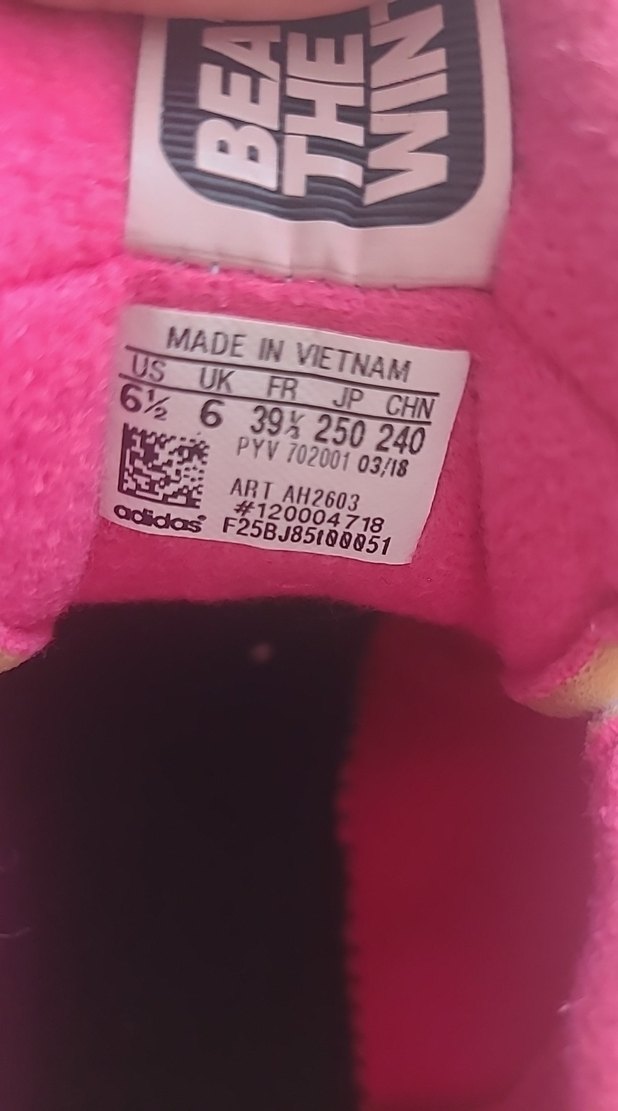 BEA
THE
WIN
MADE IN VIETNAM
US UK FR JP CHN
6½ 6 39⅓ 250 240
PYV 702001 03/18
ART AH2603
#120004718
adidas® F25BJ85t00051